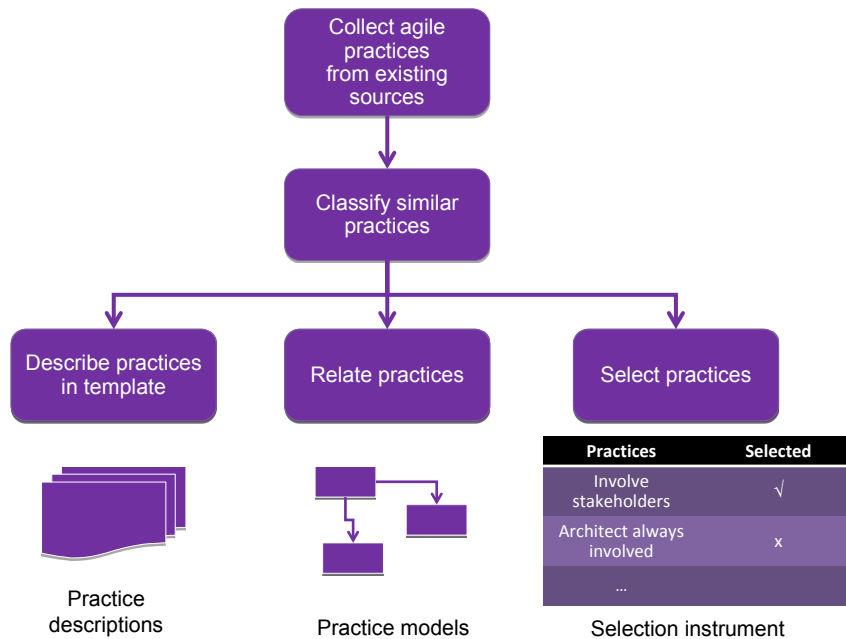 Collect agile
practices
from existing
sources
Classify similar
practices
Describe practices
in template
Relate practices
Select practices
Practices Selected
Involve
stakeholders √
Architect always
involved x
...
Practice
descriptions
Practice models
Selection instrument